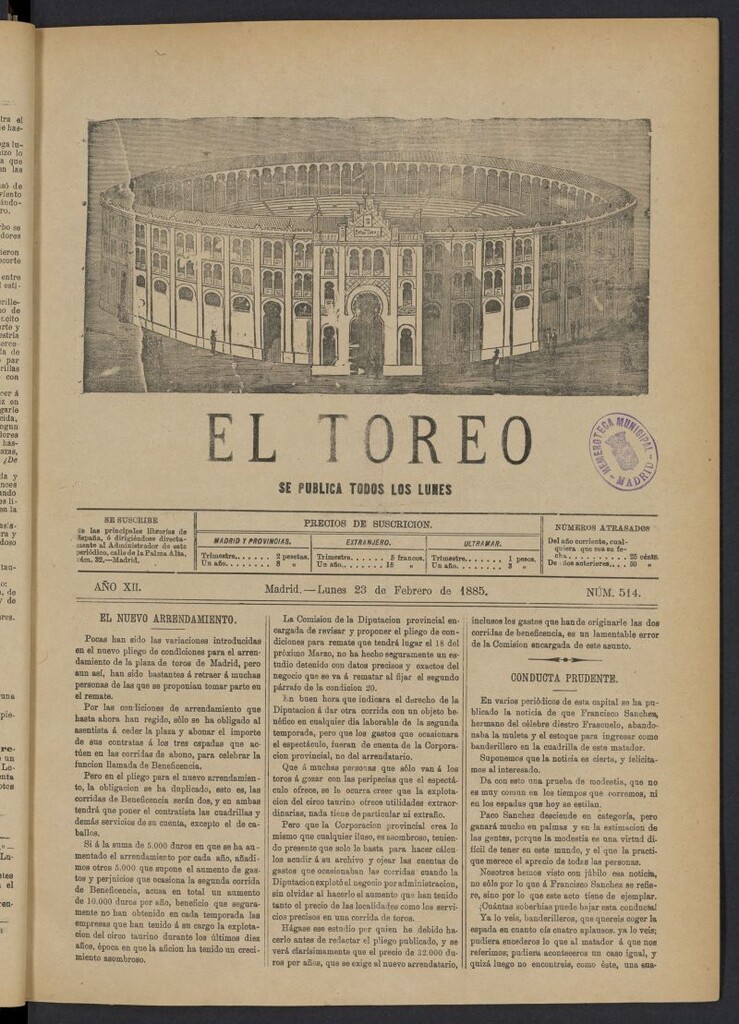 EL TOREO
SE PUBLICA TODOS LOS LUNES
HEMEROTECA MUNICIPAL
MADRID
SE SUSCRIBE
las principales librerías de
España, ó dirigiéndose directa-
mente al Administrador de este
periódico, calle de la Palma Alta,
núm. 32.—Madrid.
PRECIOS DE SUSCRICION.
MADRID Y PROVINCIAS.
Trimestre...... 2 pesetas.
Un año........ 8 »
EXTRANJERO.
Trimestre...... 5 francos.
Un año....... 15 »
ULTRAMAR.
Trimestre....... 1 pesos.
Un año......... 3 »
NÚMEROS ATRASADOS
Del año corriente, cual-
quiera que sea su fe-
cha............ 25 cénts.
De años anteriores.... 50 »
AÑO XII.
Madrid.—Lunes 23 de Febrero de 1885.
NÚM. 514.
EL NUEVO ARRENDAMIENTO.
Pocas han sido las variaciones introducidas
en el nuevo pliego de condiciones para el arren-
damiento de la plaza de toros de Madrid, pero
aun así, han sido bastantes á retraer á muchas
personas de las que se proponian tomar parte en
el remate.
Por las condiciones de arrendamiento que
hasta ahora han regido, sólo se ha obligado al
asentista á ceder la plaza y abonar el importe
de sus contratas á los tres espadas que ac-
túen en las corridas de abono, para celebrar la
funcion llamada de Beneficencia.
Pero en el pliego para el nuevo arrendamien-
to, la obligacion se ha duplicado, esto es, las
corridas de Beneficencia serán dos, y en ambas
tendrá que poner el contratista las cuadrillas y
demás servicios de su cuenta, excepto el de ca-
ballos.
Si á la suma de 5.000 duros en que se ha au-
mentado el arrendamiento por cada año, añadi-
mos otros 5.000 que supone el aumento de gas-
tos y perjuicios que ocasiona la segunda corrida
de Beneficencia, acusa en total un aumento
de 10.000 duros por año, beneficio que segura-
mente no han obtenido en cada temporada las
empresas que han tenido á su cargo la explota-
cion del circo taurino durante los últimos diez
años, época en que la aficion ha tenido un creci-
miento asombroso.
La Comision de la Diputacion provincial en-
cargada de revisar y proponer el pliego de con-
diciones para remate que tendrá lugar el 18 del
próximo Marzo, no ha hecho seguramente un es-
tudio detenido con datos precisos y exactos del
negocio que se va á rematar al fijar el segundo
párrafo de la condicion 20.
En buen hora que indicara el derecho de la
Diputacion á dar otra corrida con un objeto be-
néfico en cualquier dia laborable de la segunda
temporada, pero que los gastos que ocasionara
el espectáculo, fueran de cuenta de la Corpora-
cion provincial, no del arrendatario.
Que á muchas personas que sólo van á los
toros á gozar con las peripecias que el espectá-
culo ofrece, se le ocurra creer que la explota-
cion del circo taurino ofrece utilidades extraor-
dinarias, nada tiene de particular ni extraño.
Pero que la Corporacion provincial crea lo
mismo que cualquier iluso, es asombroso, tenien-
do presente que solo le basta para hacer cálcu-
los acudir á su archivo y ojear las cuentas de
gastos que ocasionaban las corridas cuando la
Diputacion explotó el negocio por administracion,
sin olvidar al hacerlo el aumento que han tenido
tanto el precio de las localidades como los servi-
cios precisos en una corrida de toros.
Hágase ese estudio por quien ha debido ha-
cerlo antes de redactar el pliego publicado, y se
verá clarísimamente que el precio de 32.000 du-
ros por años, que se exige al nuevo arrendatario,
inclusos los gastos que han de originarle las dos
corridas de beneficencia, es un lamentable error
de la Comision encargada de este asunto.
CONDUCTA PRUDENTE.
En varios periódicos de esta capital se ha pu-
blicado la noticia de que Francisco Sanchez,
hermano del célebre diestro Frascuelo, abando-
naba la muleta y el estoque para ingresar como
banderillero en la cuadrilla de este matador.
Suponemos que la noticia es cierta, y felicita-
mos al interesado.
Da con esto una prueba de modestia, que no
es muy comun en los tiempos que corremos, ni
en los espadas que hoy se estilan.
Paco Sanchez desciende en categoría, pero
ganará mucho en palmas y en la estimacion de
las gentes, porque la modestia es una virtud di-
fícil de tener en este mundo, y el que la practi-
que merece el aprecio de todas las personas.
Nosotros hemos visto con júbilo esa noticia,
no sólo por lo que á Francisco Sanchez se refie-
re, sino por lo que este acto tiene de ejemplar.
¡Cuántas soberbias puede bajar esta conducta!
Ya lo veis, banderilleros, que quereis coger la
espada en cuanto oís cuatro aplausos, ya lo veis;
pudiera encederos lo que al matador á que nos
referimos; pudiera aconteceros un caso igual, y
quizá luego no encontreis, como éste, una cua-